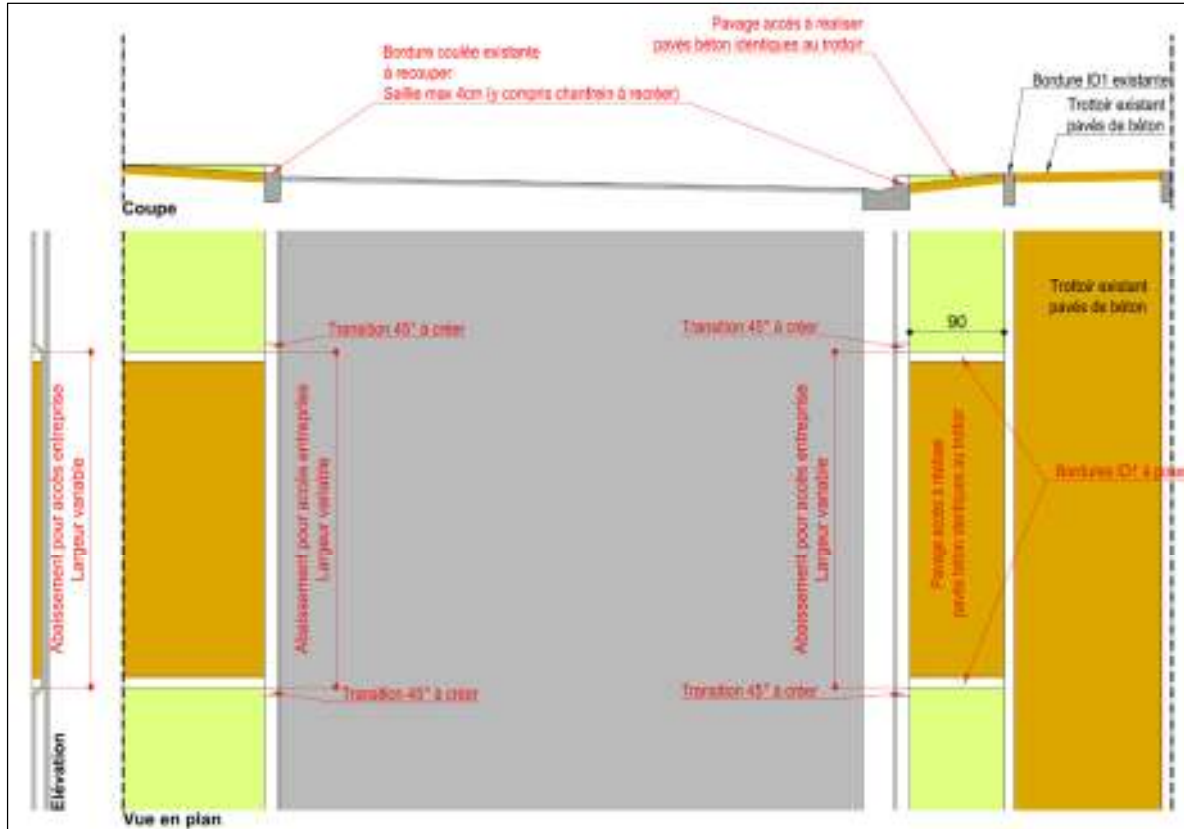 Pavage accès à réaliser
pavés béton identiques au trottoir
Bordure coulée existante
à recouper
Saillie max 4cm (y compris chanfrein à recréer)
Bordure ID1 existante
Trottoir existant
pavés de béton
Coupe
Trottoir existant
pavés de béton
Transition 45° à créer
Transition 45° à créer
90
Abaissement pour accès entreprise
Largeur variable
Abaissement pour accès entreprise
Largeur variable
Abaissement pour accès entreprise
Largeur variable
Pavage accès à réaliser
pavés béton identiques au trottoir
Bordures ID1 à poser
Transition 45° à créer
Transition 45° à créer
Elévation
Vue en plan